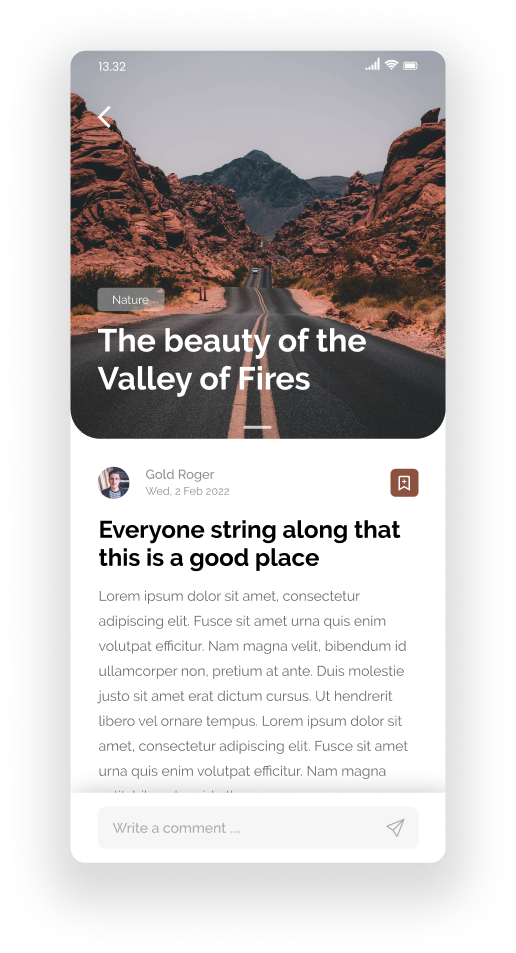 13.32
Nature
The beauty of the
Valley of Fires
Gold Roger
Wed, 2 Feb 2022
Everyone string along that
this is a good place
Lorem ipsum dolor sit amet, consectetur
adipiscing elit. Fusce sit amet urna quis enim
volutpat efficitur. Nam magna velit, bibendum id
ullamcorper non, pretium at ante. Duis molestie
justo sit amet erat dictum cursus. Ut hendrerit
libero vel ornare tempus. Lorem ipsum dolor sit
amet, consectetur adipiscing elit. Fusce sit amet
urna quis enim volutpat efficitur. Nam magna
Write a comment ....